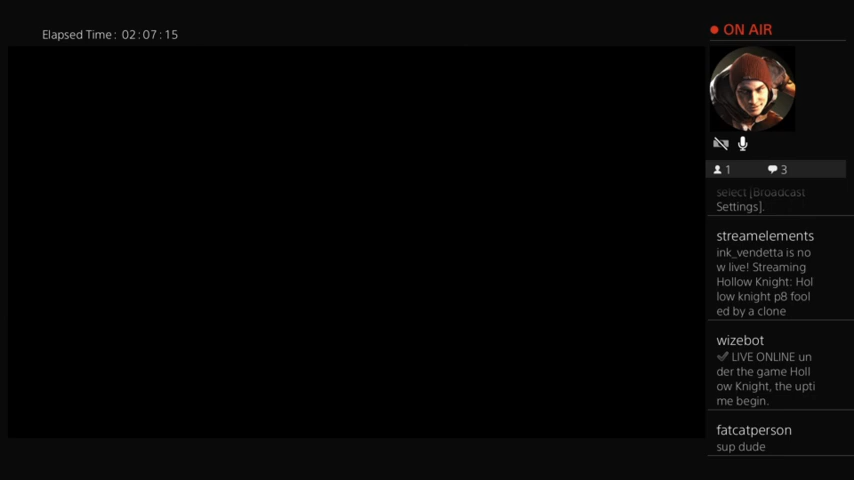 Elapsed Time: 02:07:15
ON AIR
1 3
select [Broadcast
Settings].
streamelements
ink_vendetta is no
w live! Streaming
Hollow Knight: Hol
low knight p8 fool
ed by a clone
wizebot
✅ LIVE ONLINE un
der the game Holl
ow Knight, the upti
me begin.
fatcatperson
sup dude